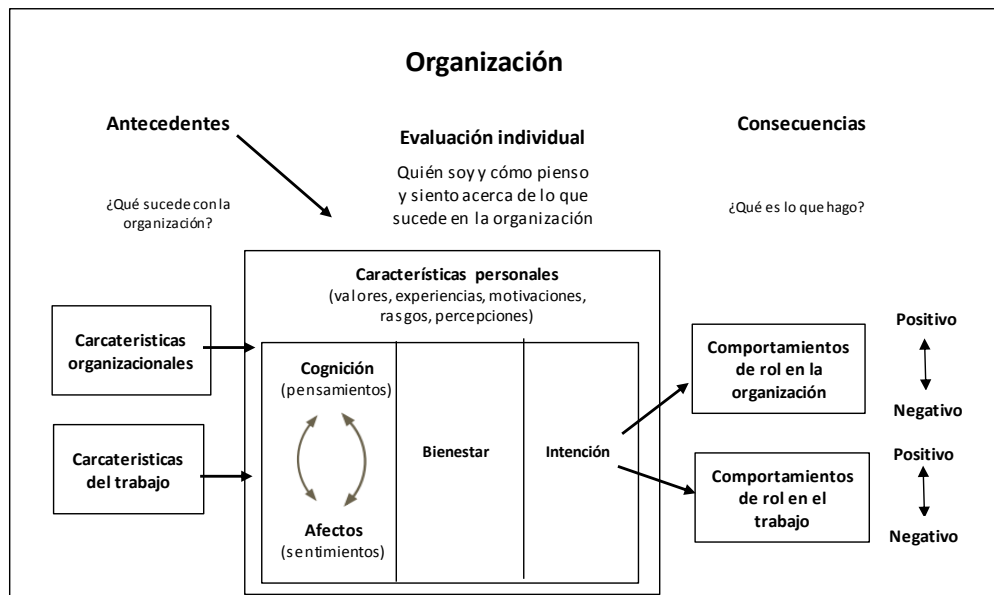 Organización
Antecedentes
Evaluación individual
Consecuencias
Quién soy y cómo pienso
y siento acerca de lo que
sucede en la organización
¿Qué sucede con la
organización?
¿Qué es lo que hago?
Características personales
(valores, experiencias, motivaciones,
rasgos, percepciones)
Carcateristicas
organizacionales
Carcateristicas
del trabajo
Cognición
(pensamientos)
Afectos
(sentimientos)
Bienestar
Intención
Comportamientos
de rol en la
organización
Positivo
Negativo
Comportamientos
de rol en el
trabajo
Positivo
Negativo